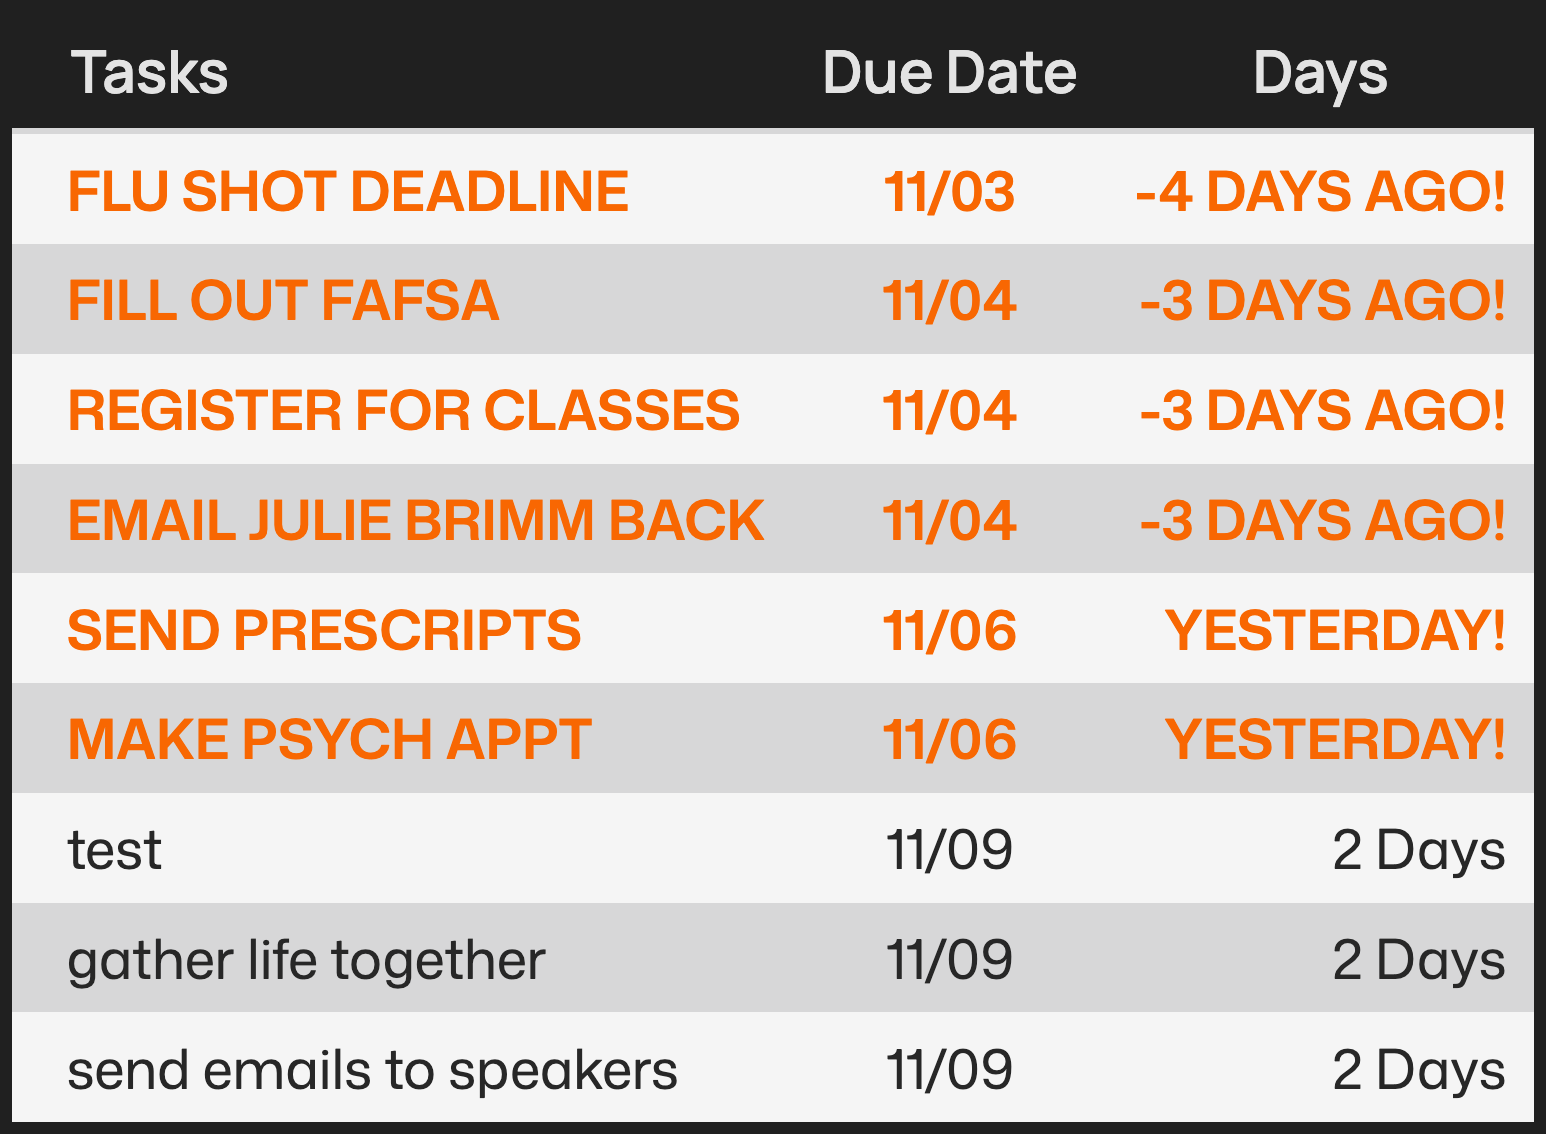 Tasks Due Date Days
FLU SHOT DEADLINE 11/03 -4 DAYS AGO!
FILL OUT FAFSA 11/04 -3 DAYS AGO!
REGISTER FOR CLASSES 11/04 -3 DAYS AGO!
EMAIL JULIE BRIMM BACK 11/04 -3 DAYS AGO!
SEND PRESCRIPTS 11/06 YESTERDAY!
MAKE PSYCH APPT 11/06 YESTERDAY!
test 11/09 2 Days
gather life together 11/09 2 Days
send emails to speakers 11/09 2 Days